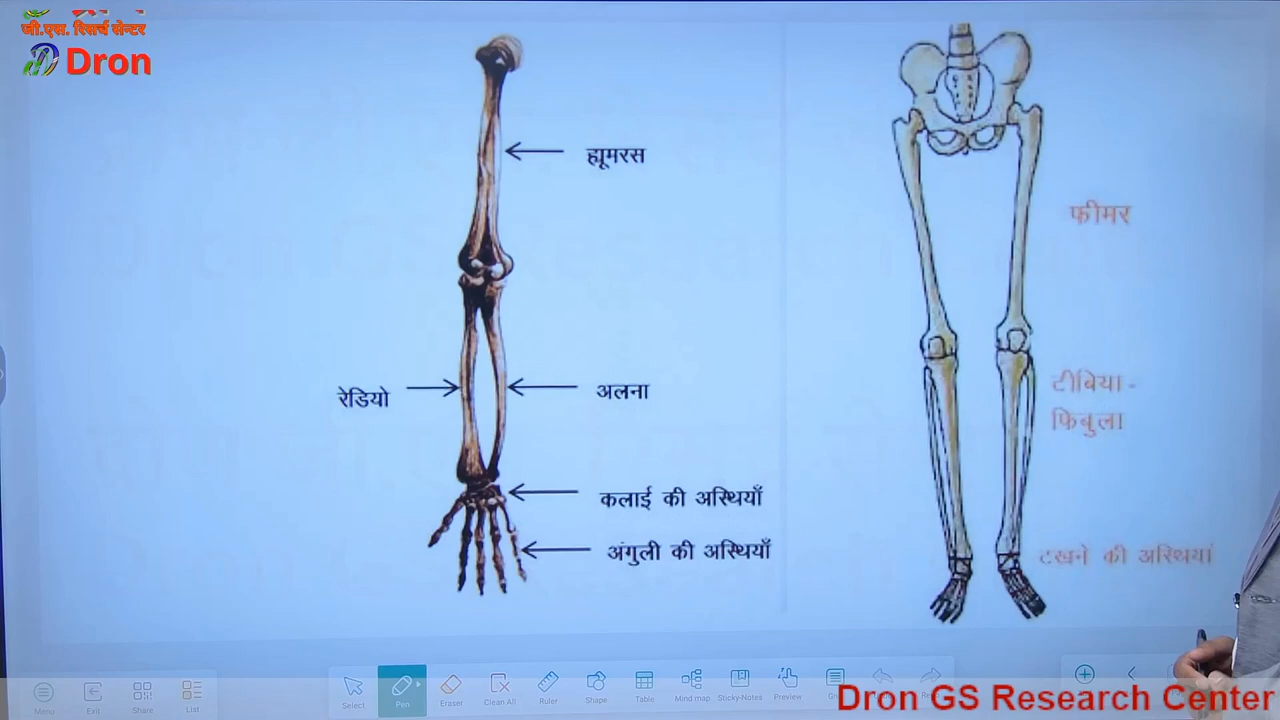 जी.एस. रिसर्च सेन्टर
Dron
ह्यूमरस
रेडियो
अलना
कलाई की अस्थियाँ
अंगुली की अस्थियाँ
फीमर
टीबिया -
फिबुला
टखने की अस्थियां
Menu
Exit
Share
List
Select
Pen
Eraser
Clean All
Ruler
Shape
Table
Mind map
Sticky-Notes
Preview
Dron GS Research Center